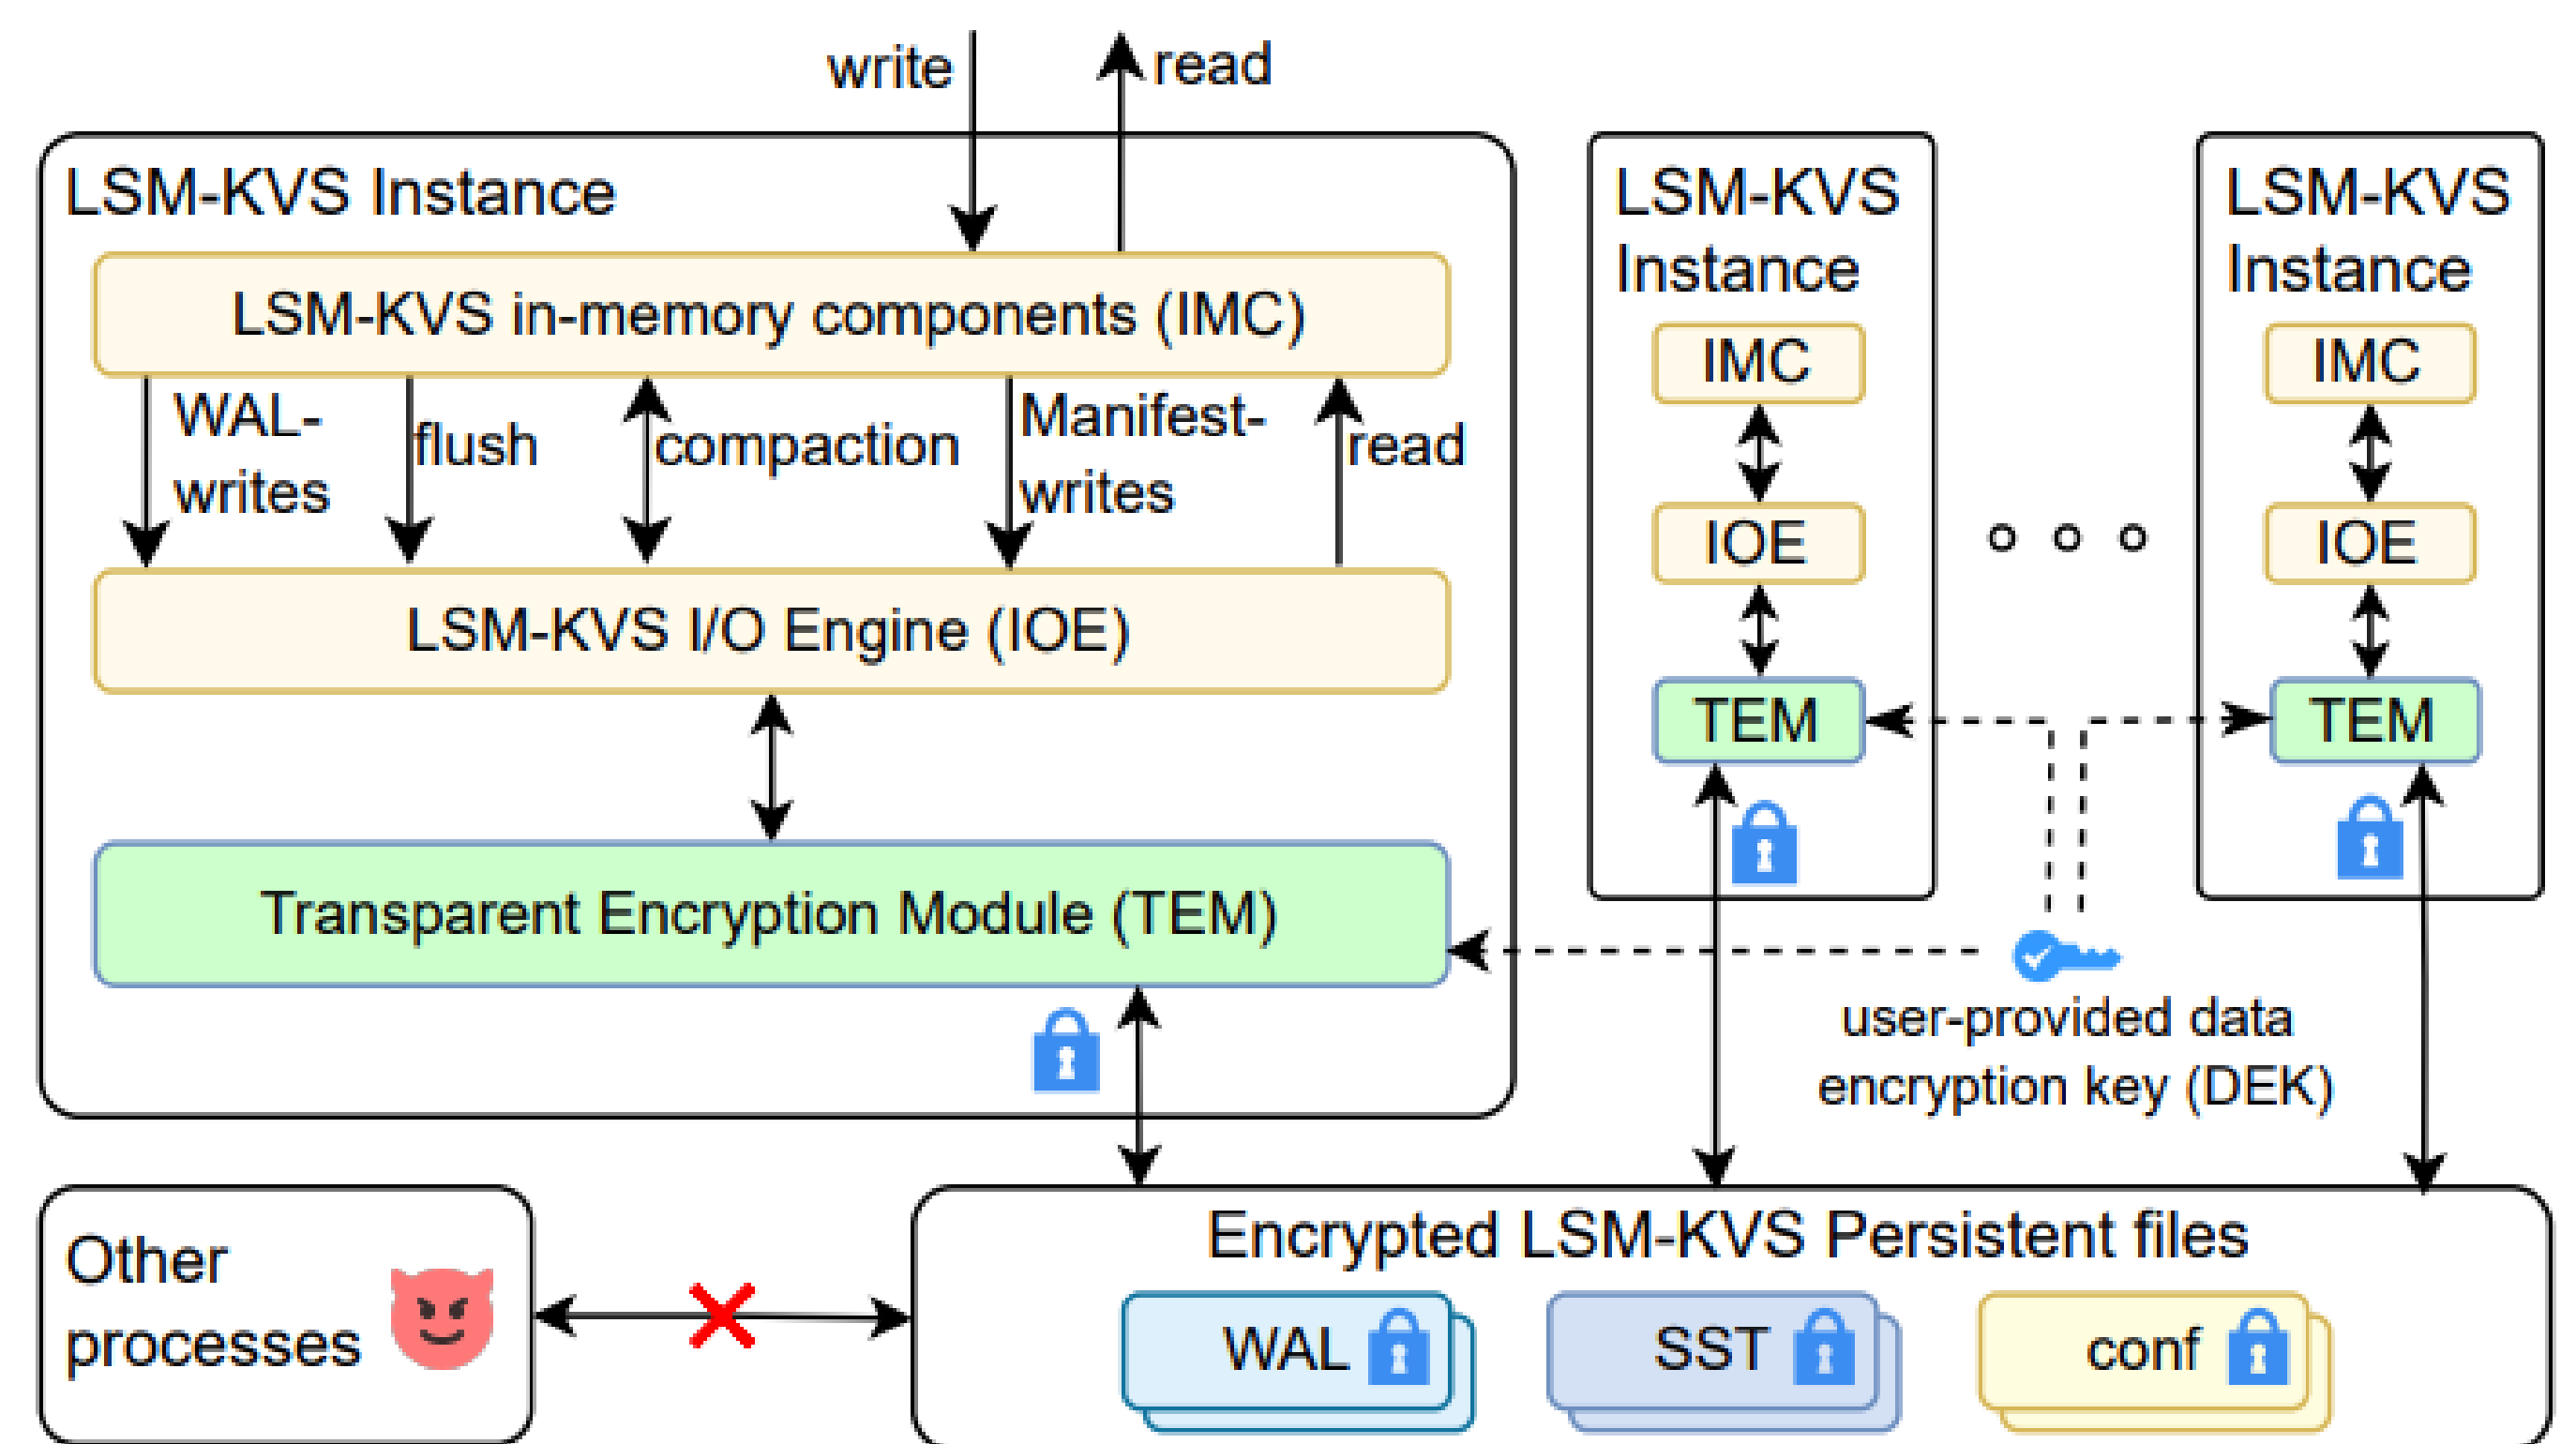 write
read
LSM-KVS Instance
LSM-KVS in-memory components (IMC)
WAL-
writes
flush
compaction
Manifest-
writes
read
LSM-KVS I/O Engine (IOE)
Transparent Encryption Module (TEM)
LSM-KVS
Instance
IMC
IOE
TEM
LSM-KVS
Instance
IMC
IOE
TEM
user-provided data
encryption key (DEK)
Other
processes
Encrypted LSM-KVS Persistent files
WAL
SST
conf